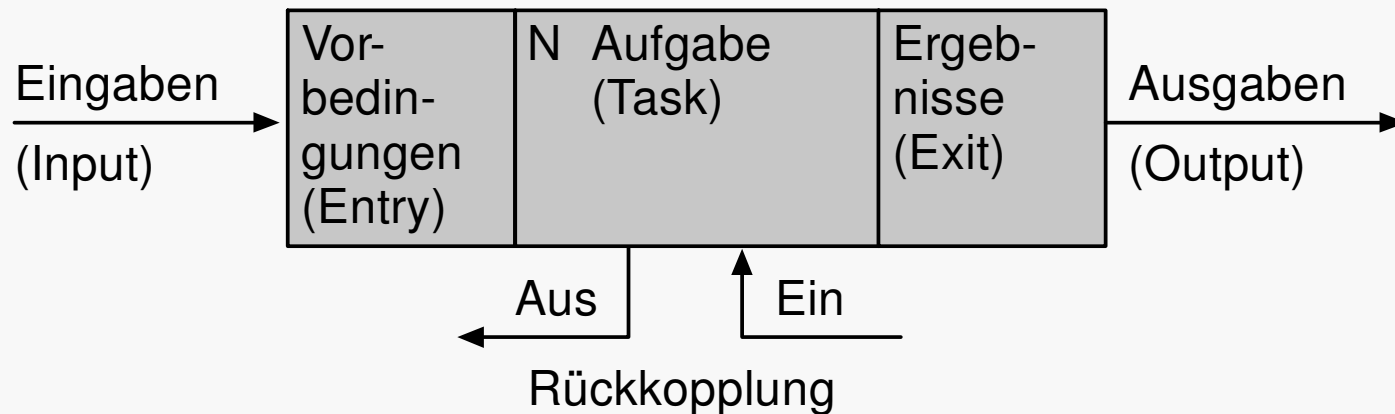 Eingaben
(Input)
Vor-
bedin-
gungen
(Entry)
N Aufgabe
(Task)
Ergeb-
nisse
(Exit)
Ausgaben
(Output)
Aus
Ein
Rückkopplung